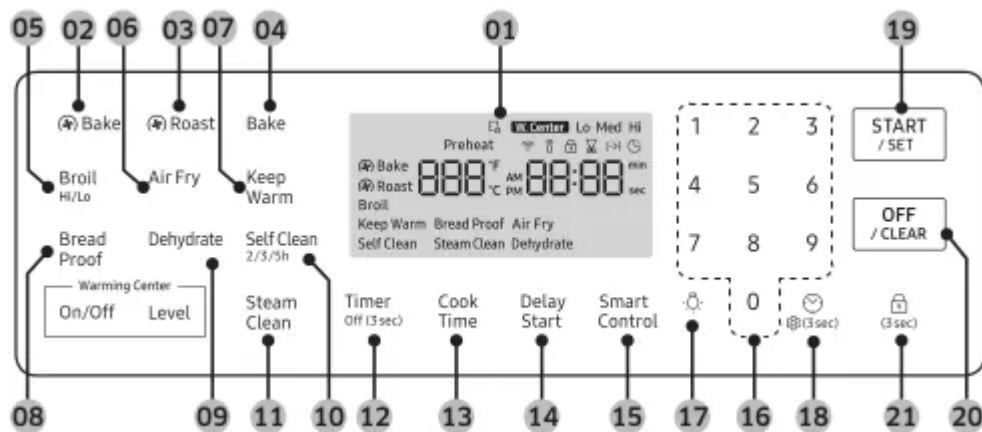 05 02 06 03 07 04 01 19
Bake Roast Bake
W. Center Lo Med Hi
Preheat
Bake 888 °F AM 88:88 min
Roast °C PM sec
Broil
Keep Warm Bread Proof Air Fry
Self Clean Steam Clean Dehydrate
1 2 3
START
/ SET
Broil
Hi/Lo
Air Fry
Keep
Warm
4 5 6
OFF
/ CLEAR
Bread
Proof
Dehydrate
Self Clean
2/3/5h
7 8 9
Warming Center
On/Off Level
Steam
Clean
Timer
Off (3 sec)
Cook
Time
Delay
Start
Smart
Control
0
(3 sec)
(3 sec)
08 09 11 10 12 13 14 15 17 16 18 21 20